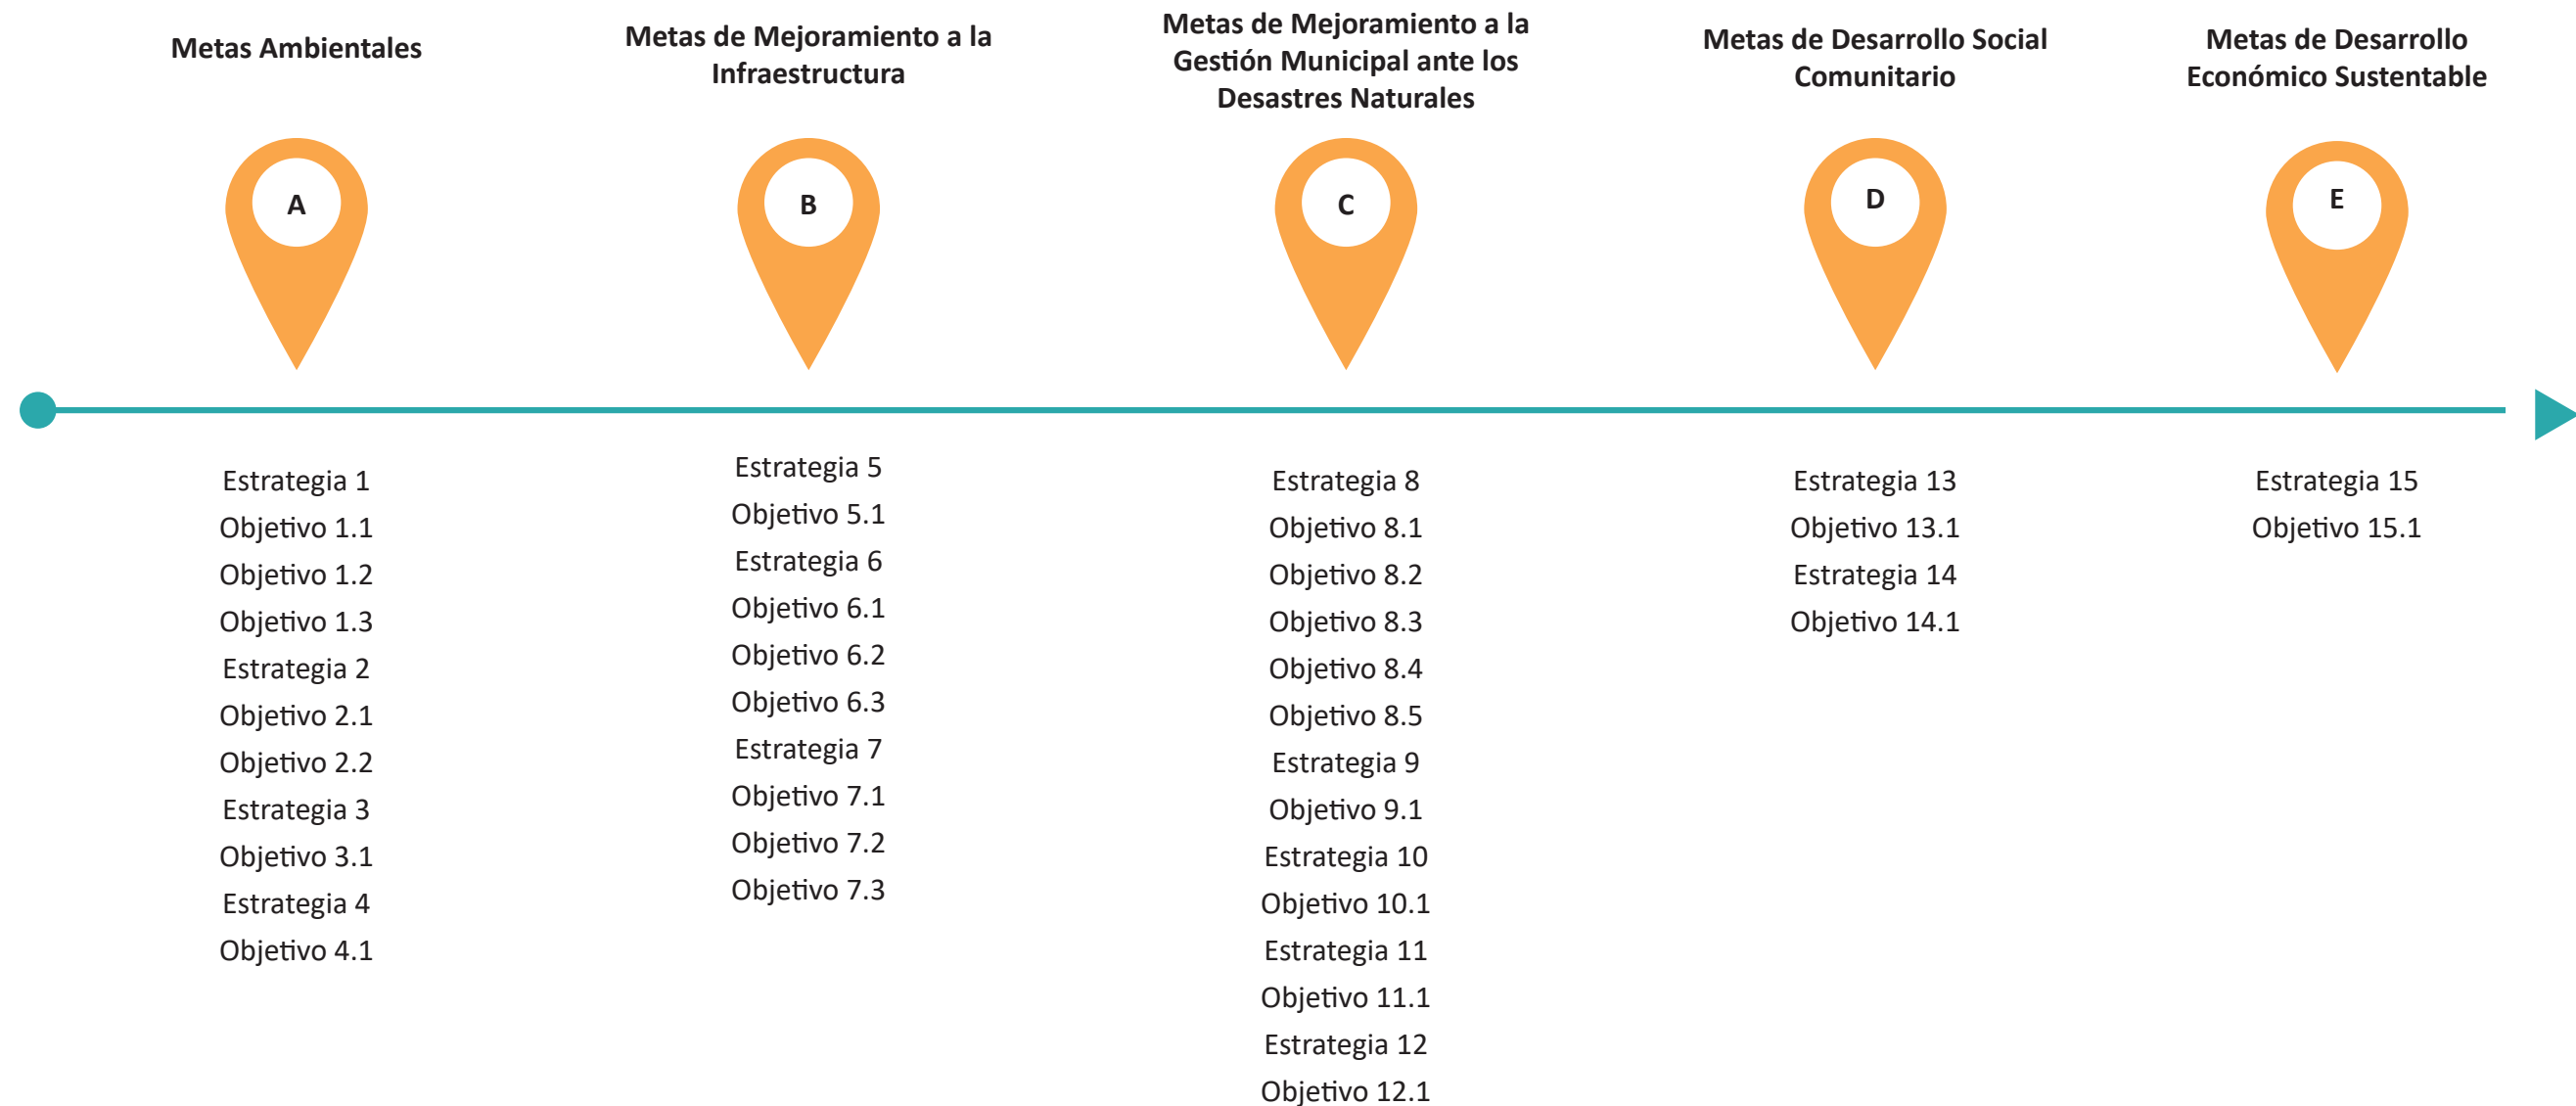 Metas Ambientales
A
Estrategia 1
Objetivo 1.1
Objetivo 1.2
Objetivo 1.3
Estrategia 2
Objetivo 2.1
Objetivo 2.2
Estrategia 3
Objetivo 3.1
Estrategia 4
Objetivo 4.1
Metas de Mejoramiento a la
Infraestructura
B
Estrategia 5
Objetivo 5.1
Estrategia 6
Objetivo 6.1
Objetivo 6.2
Objetivo 6.3
Estrategia 7
Objetivo 7.1
Objetivo 7.2
Objetivo 7.3
Metas de Mejoramiento a la
Gestión Municipal ante los
Desastres Naturales
C
Estrategia 8
Objetivo 8.1
Objetivo 8.2
Objetivo 8.3
Objetivo 8.4
Objetivo 8.5
Estrategia 9
Objetivo 9.1
Estrategia 10
Objetivo 10.1
Estrategia 11
Objetivo 11.1
Estrategia 12
Objetivo 12.1
Metas de Desarrollo Social
Comunitario
D
Estrategia 13
Objetivo 13.1
Estrategia 14
Objetivo 14.1
Metas de Desarrollo
Económico Sustentable
E
Estrategia 15
Objetivo 15.1